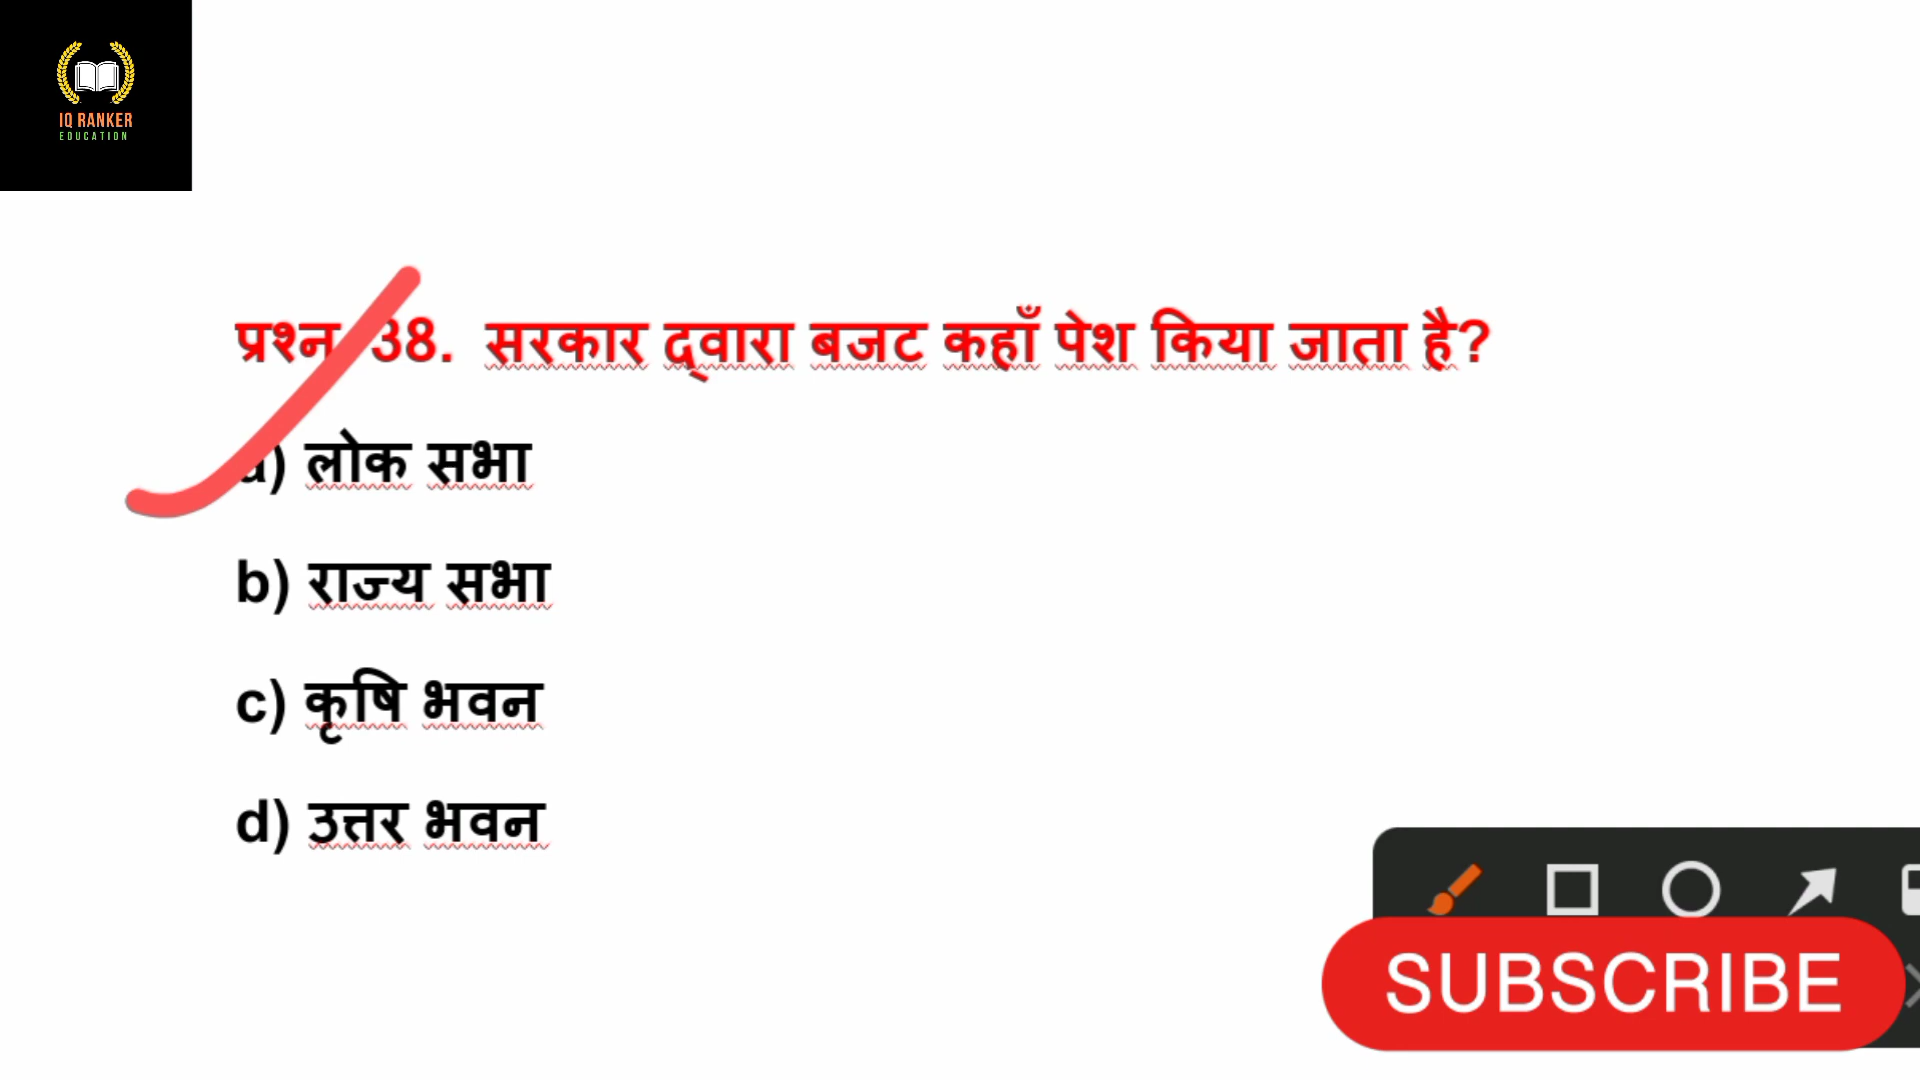 IQ RANKER
EDUCATION
प्रश्न 38. सरकार द्वारा बजट कहाँ पेश किया जाता है?
a) लोक सभा
b) राज्य सभा
c) कृषि भवन
d) उत्तर भवन
SUBSCRIBE